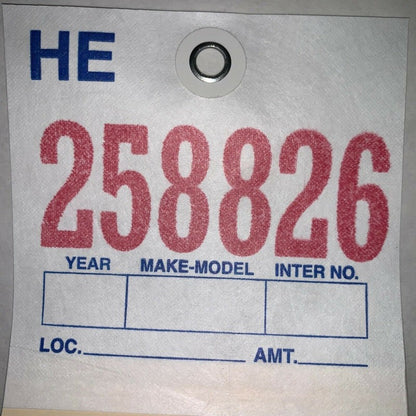 HE
258826
YEAR MAKE-MODEL INTER NO.
LOC. AMT.